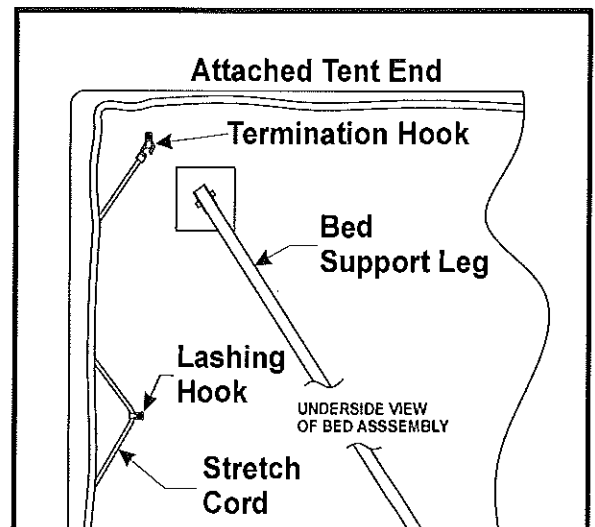 Attached Tent End
Termination Hook
Bed
Support Leg
Lashing
Hook
UNDERSIDE VIEW
OF BED ASSSEMBLY
Stretch
Cord